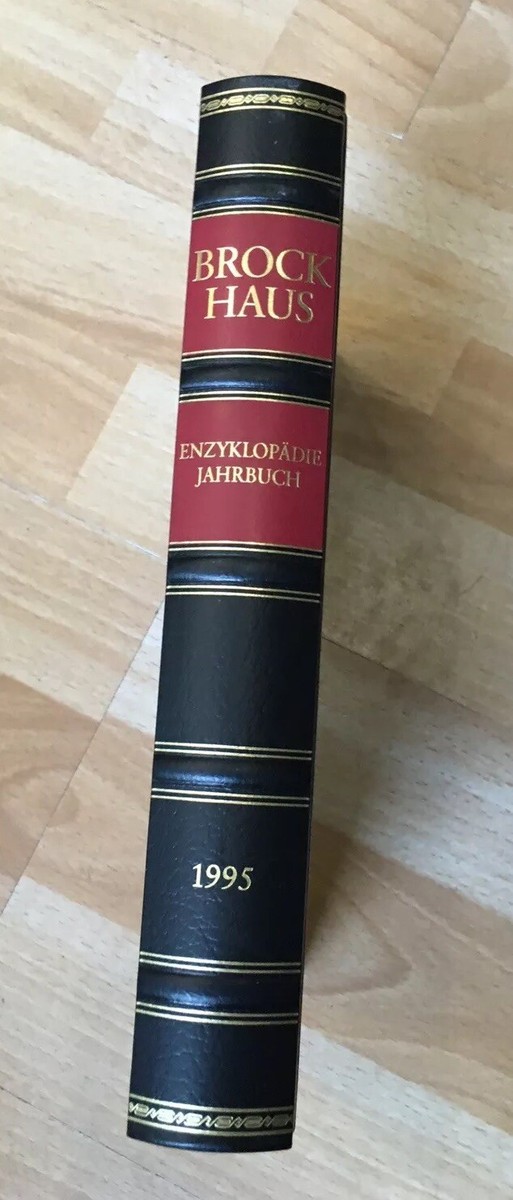 BROCK
HAUS
ENZYKLOPÄDIE
JAHRBUCH
1995